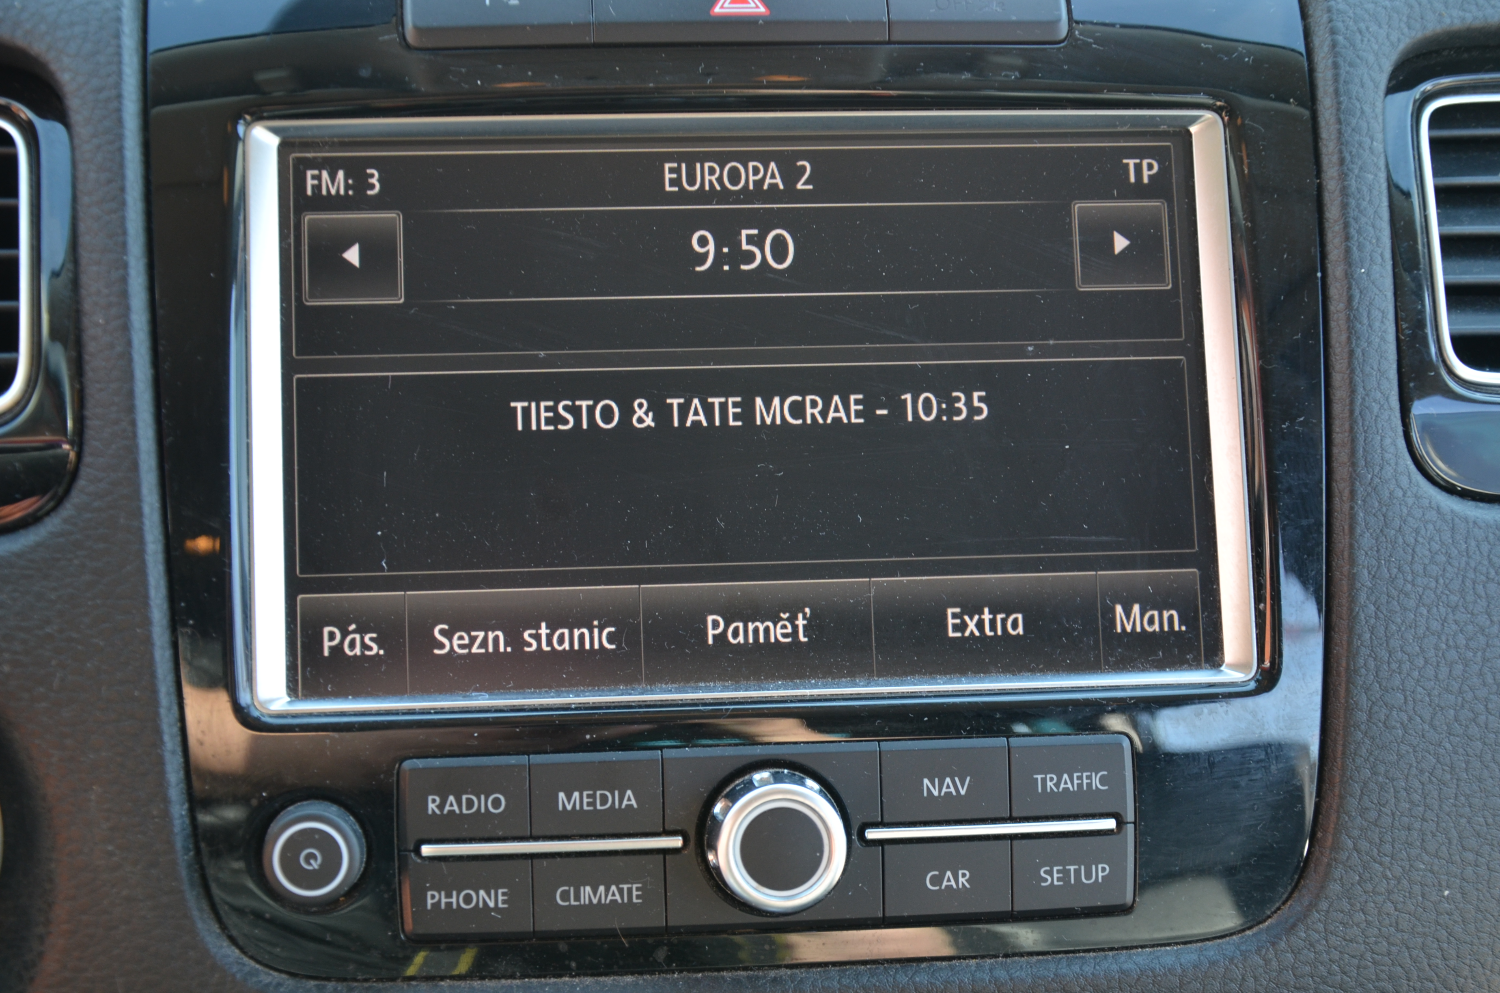 FM: 3 EUROPA 2 TP
9:50
TIESTO & TATE MCRAE - 10:35
Pás. Sezn. stanic Paměť Extra Man.
RADIO MEDIA NAV TRAFFIC
PHONE CLIMATE CAR SETUP